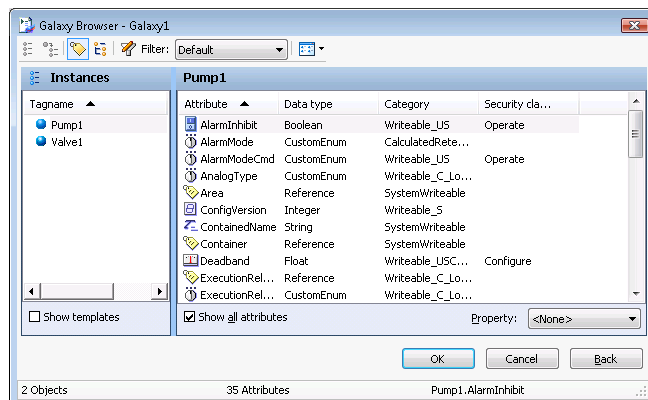 Galaxy Browser - Galaxy1
Filter: Default
Instances
Tagname
Pump1
Valve1
Show templates
Pump1
Attribute Data type Category Security cla...
AlarmInhibit Boolean Writeable_US Operate
AlarmMode CustomEnum CalculatedRete...
AlarmModeCmd CustomEnum Writeable_US Operate
AnalogType CustomEnum Writeable_C_Lo...
Area Reference SystemWriteable
ConfigVersion Integer Writeable_S
ContainedName String SystemWriteable
Container Reference SystemWriteable
Deadband Float Writeable_USC... Configure
ExecutionRel... Reference Writeable_C_Lo...
ExecutionRel... CustomEnum Writeable_C_Lo...
Show all attributes Property: <None>
OK Cancel Back
2 Objects 35 Attributes Pump1.AlarmInhibit